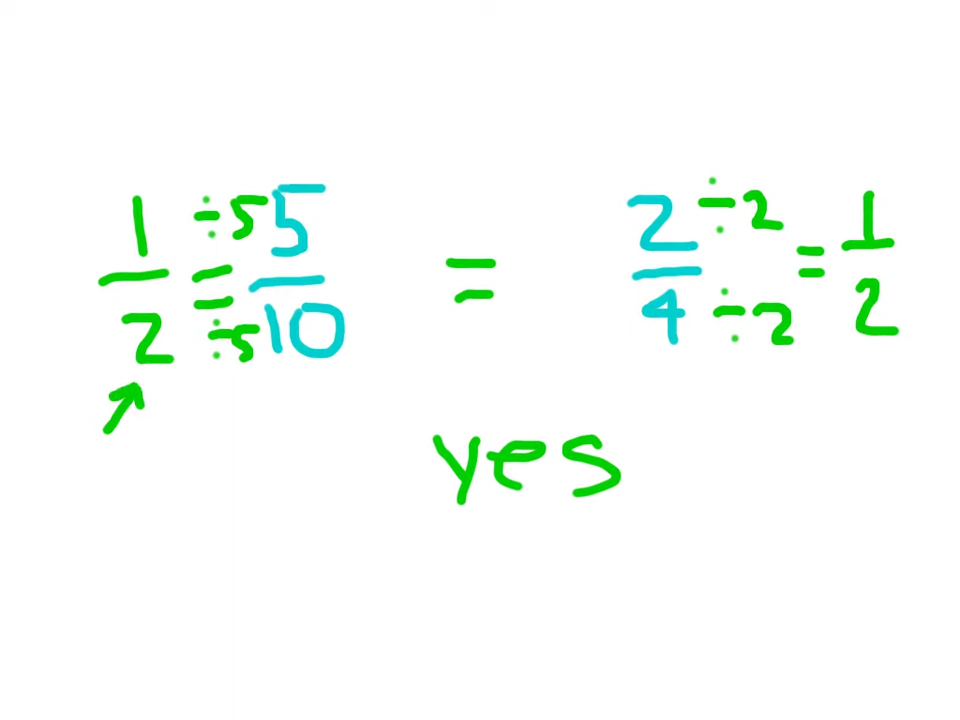 1/2 = 5/10 ÷5 ÷5 = 2/4 ÷2 ÷2 = 1/2
yes